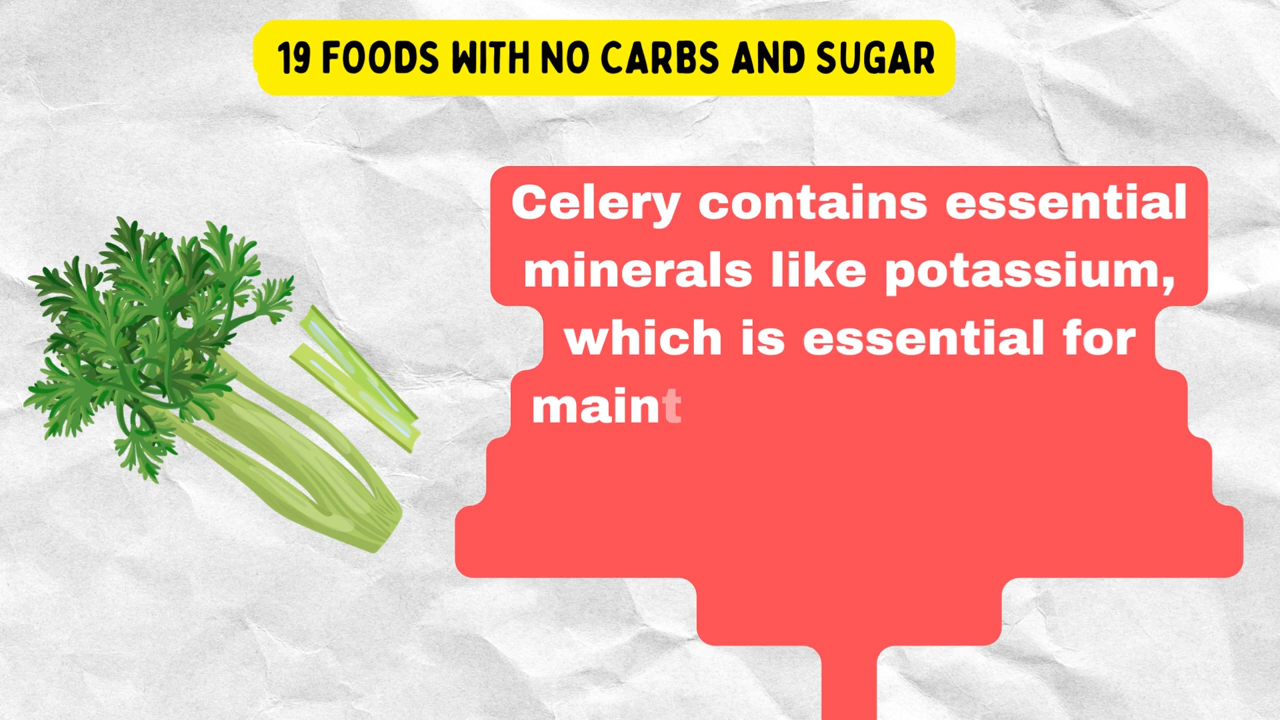 19 FOODS WITH NO CARBS AND SUGAR
Celery contains essential
minerals like potassium,
which is essential for
maint